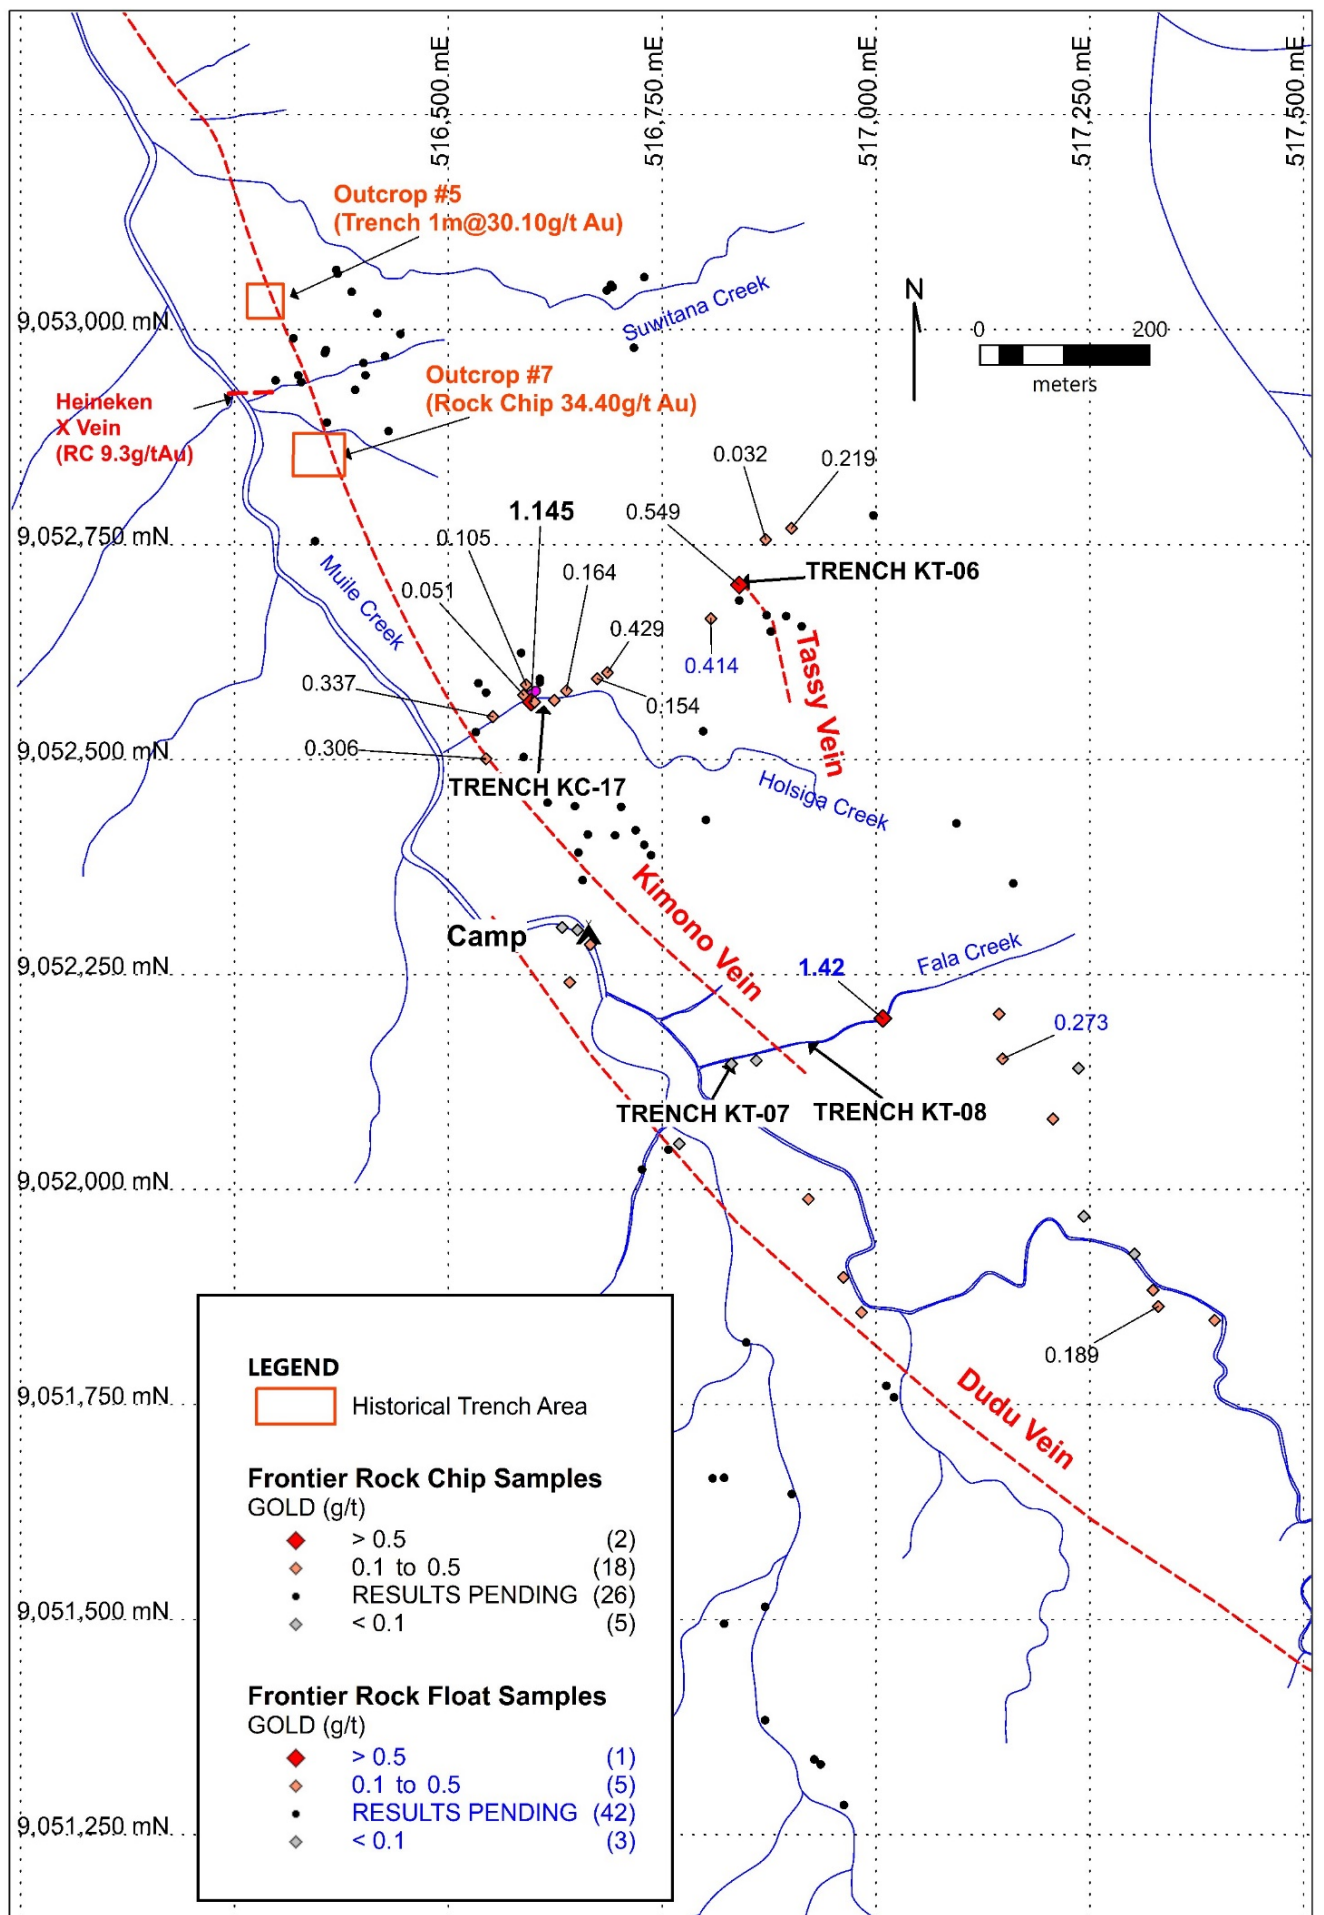 516,500 mE
516,750 mE
517,000 mE
517,250 mE
517,500 mE
Outcrop #5
(Trench 1m@30.10g/t Au)
Suwitana Creek
N
9,053,000 mN
0
200
meters
Outcrop #7
(Rock Chip 34.40g/t Au)
Heineken
X Vein
(RC 9.3g/tAu)
0.032
0.219
1.145
0.549
0.105
9,052,750 mN
0.164
TRENCH KT-06
Muile Creek
0.051
0.429
0.414
Tassy Vein
0.337
0.154
0.306
9,052,500 mN
TRENCH KC-17
Holsiga Creek
Kimono Vein
Camp
9,052,250 mN
1.42
Fala Creek
0.273
TRENCH KT-07
TRENCH KT-08
9,052,000 mN
0.189
Dudu Vein
9,051,750 mN
9,051,500 mN
9,051,250 mN
LEGEND
Historical Trench Area
Frontier Rock Chip Samples
GOLD (g/t)
> 0.5 (2)
0.1 to 0.5 (18)
RESULTS PENDING (26)
< 0.1 (5)
Frontier Rock Float Samples
GOLD (g/t)
> 0.5 (1)
0.1 to 0.5 (5)
RESULTS PENDING (42)
< 0.1 (3)